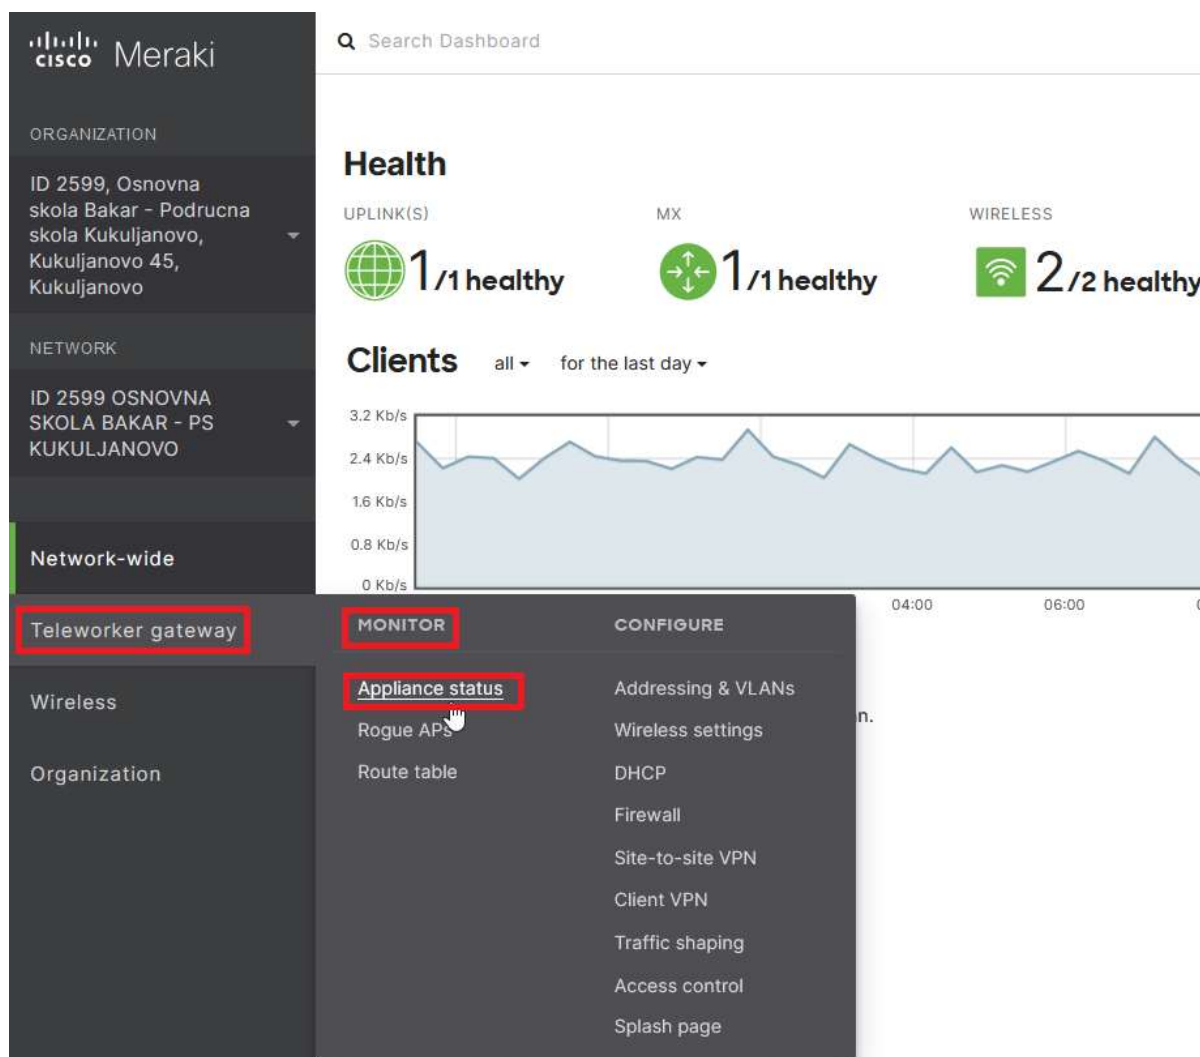 cisco Meraki
Search Dashboard
ORGANIZATION
ID 2599, Osnovna
skola Bakar - Podrucna
skola Kukuljanovo,
Kukuljanovo 45,
Kukuljanovo
NETWORK
ID 2599 OSNOVNA
SKOLA BAKAR - PS
KUKULJANOVO
Network-wide
Teleworker gateway
Wireless
Organization
Health
UPLINK(S)
1/1 healthy
MX
1/1 healthy
WIRELESS
2/2 healthy
Clients all for the last day
3.2 Kb/s
2.4 Kb/s
1.6 Kb/s
0.8 Kb/s
0 Kb/s
04:00 06:00
MONITOR
Appliance status
Rogue APs
Route table
CONFIGURE
Addressing & VLANs
Wireless settings
DHCP
Firewall
Site-to-site VPN
Client VPN
Traffic shaping
Access control
Splash page
n.